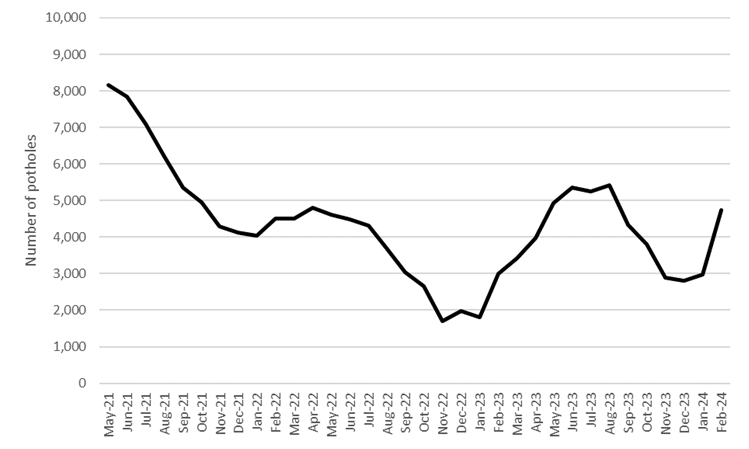 10,000
9,000
8,000
7,000
6,000
5,000
4,000
3,000
2,000
1,000
0
Number of potholes
May-21
Jun-21
Jul-21
Aug-21
Sep-21
Oct-21
Nov-21
Dec-21
Jan-22
Feb-22
Mar-22
Apr-22
May-22
Jun-22
Jul-22
Aug-22
Sep-22
Oct-22
Nov-22
Dec-22
Jan-23
Feb-23
Mar-23
Apr-23
May-23
Jun-23
Jul-23
Aug-23
Sep-23
Oct-23
Nov-23
Dec-23
Jan-24
Feb-24